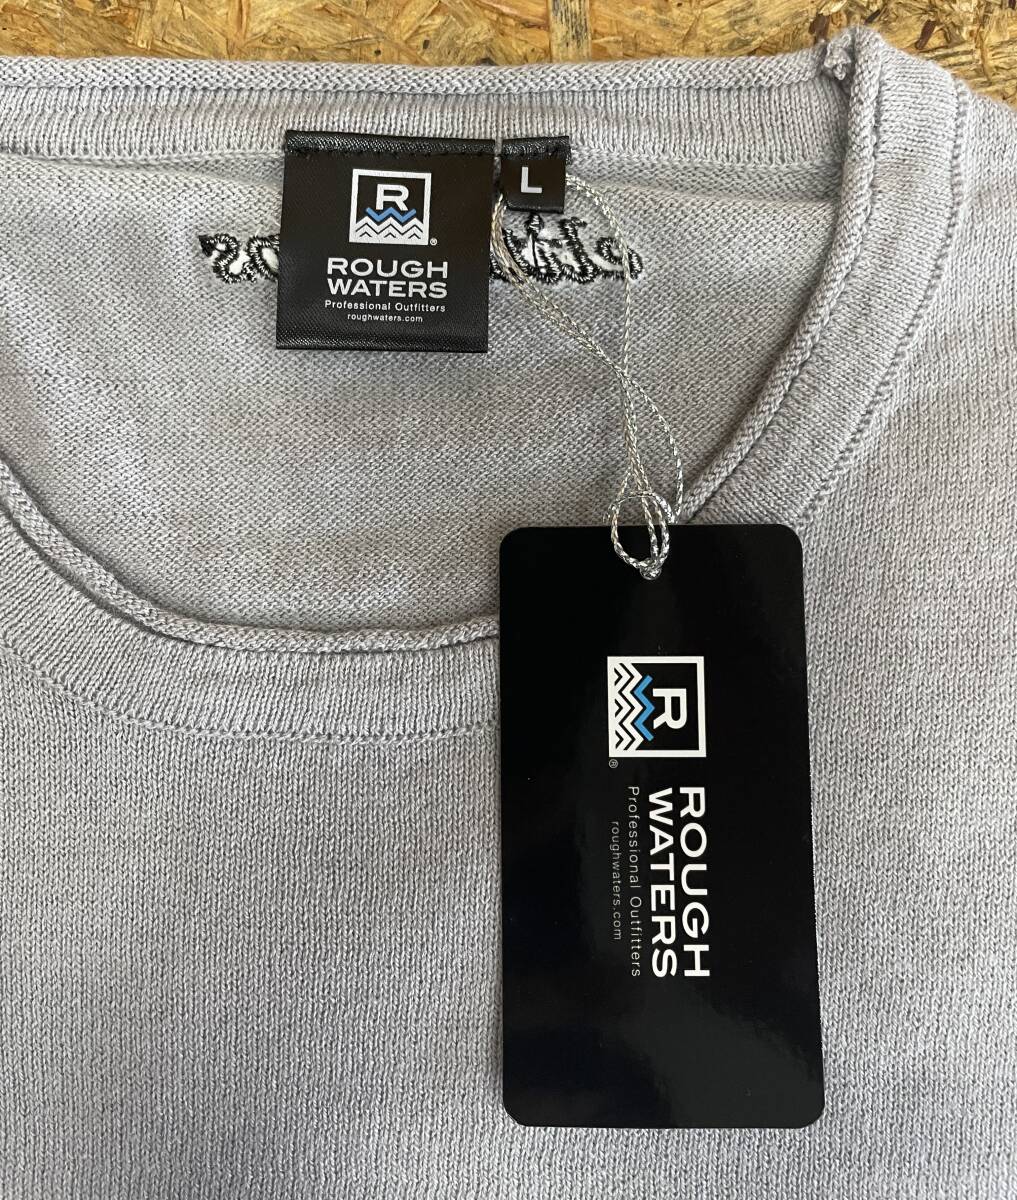 R
®
ROUGH
WATERS
Professional Outfitters
roughwaters.com
L
R
®
ROUGH
WATERS
Professional Outfitters
roughwaters.com